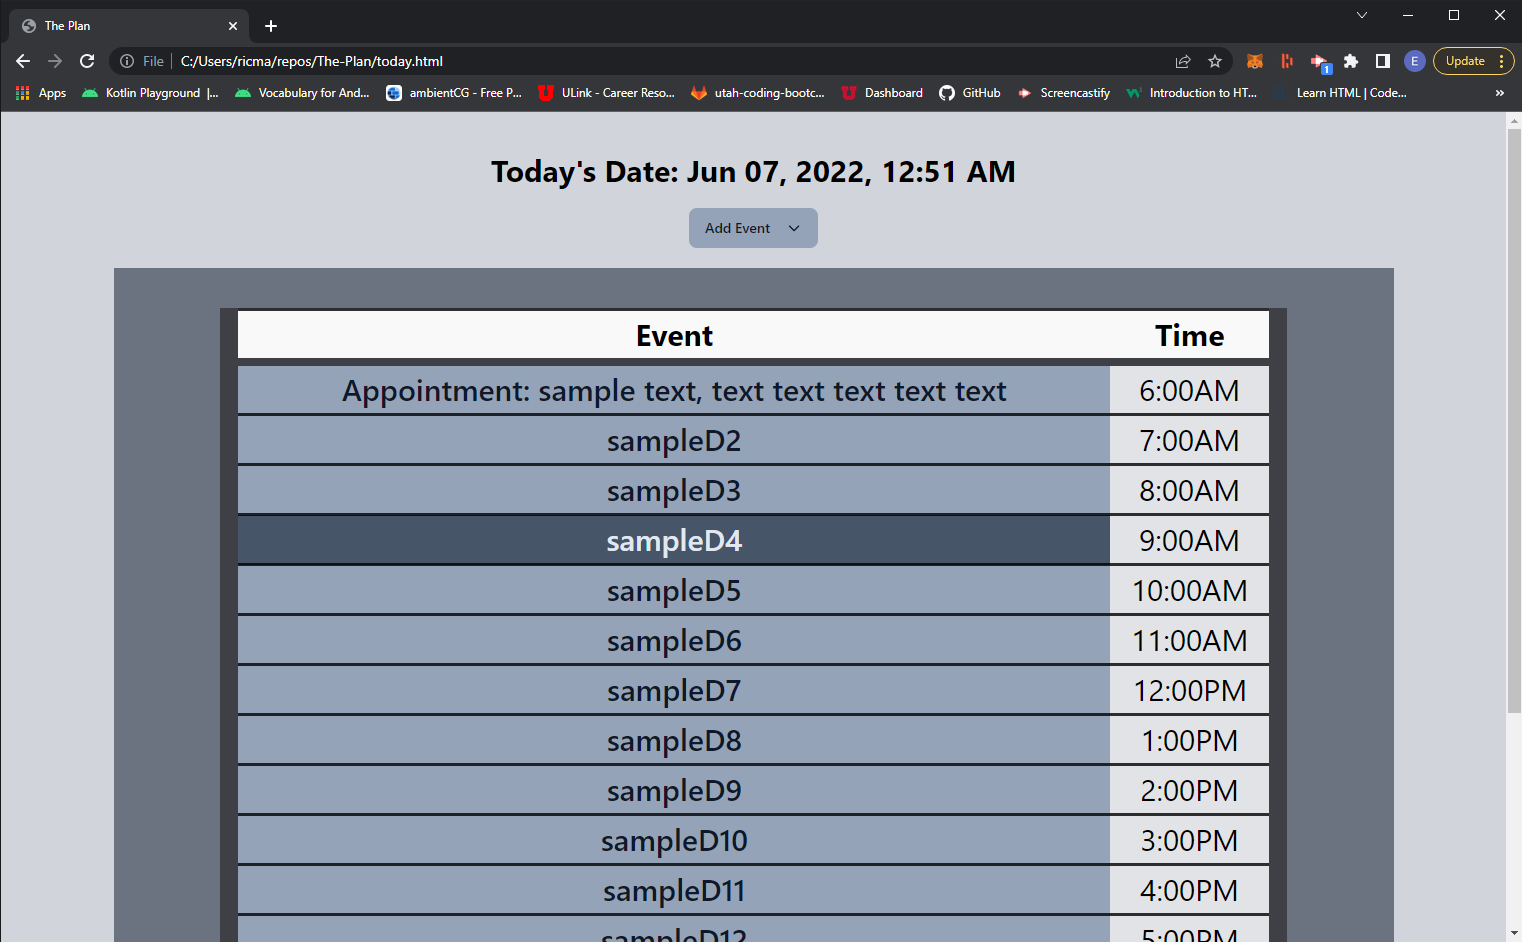 The Plan
File C:/Users/ricma/repos/The-Plan/today.html E Update
Apps Kotlin Playground |... Vocabulary for And... ambientCG - Free P... ULink - Career Reso... utah-coding-bootc... Dashboard GitHub Screencastify Introduction to HT... Learn HTML | Code... »
1
Today's Date: Jun 07, 2022, 12:51 AM
Add Event
Event Time
Appointment: sample text, text text text text text 6:00AM
sampleD2 7:00AM
sampleD3 8:00AM
sampleD4 9:00AM
sampleD5 10:00AM
sampleD6 11:00AM
sampleD7 12:00PM
sampleD8 1:00PM
sampleD9 2:00PM
sampleD10 3:00PM
sampleD11 4:00PM
sampleD12 5:00PM